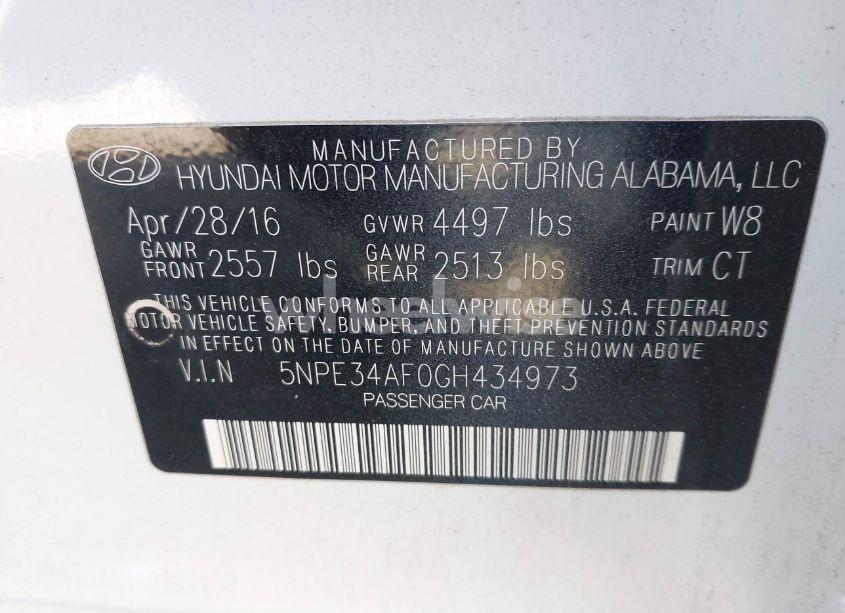 MANUFACTURED BY
HYUNDAI MOTOR MANUFACTURING ALABAMA, LLC
Apr/28/16 GVWR 4497 lbs PAINT W8
GAWR FRONT 2557 lbs GAWR REAR 2513 lbs TRIM CT
THIS VEHICLE CONFORMS TO ALL APPLICABLE U.S.A. FEDERAL
MOTOR VEHICLE SAFETY, BUMPER, AND THEFT PREVENTION STANDARDS
IN EFFECT ON THE DATE OF MANUFACTURE SHOWN ABOVE
V.I.N 5NPE34AF0GH434973
PASSENGER CAR